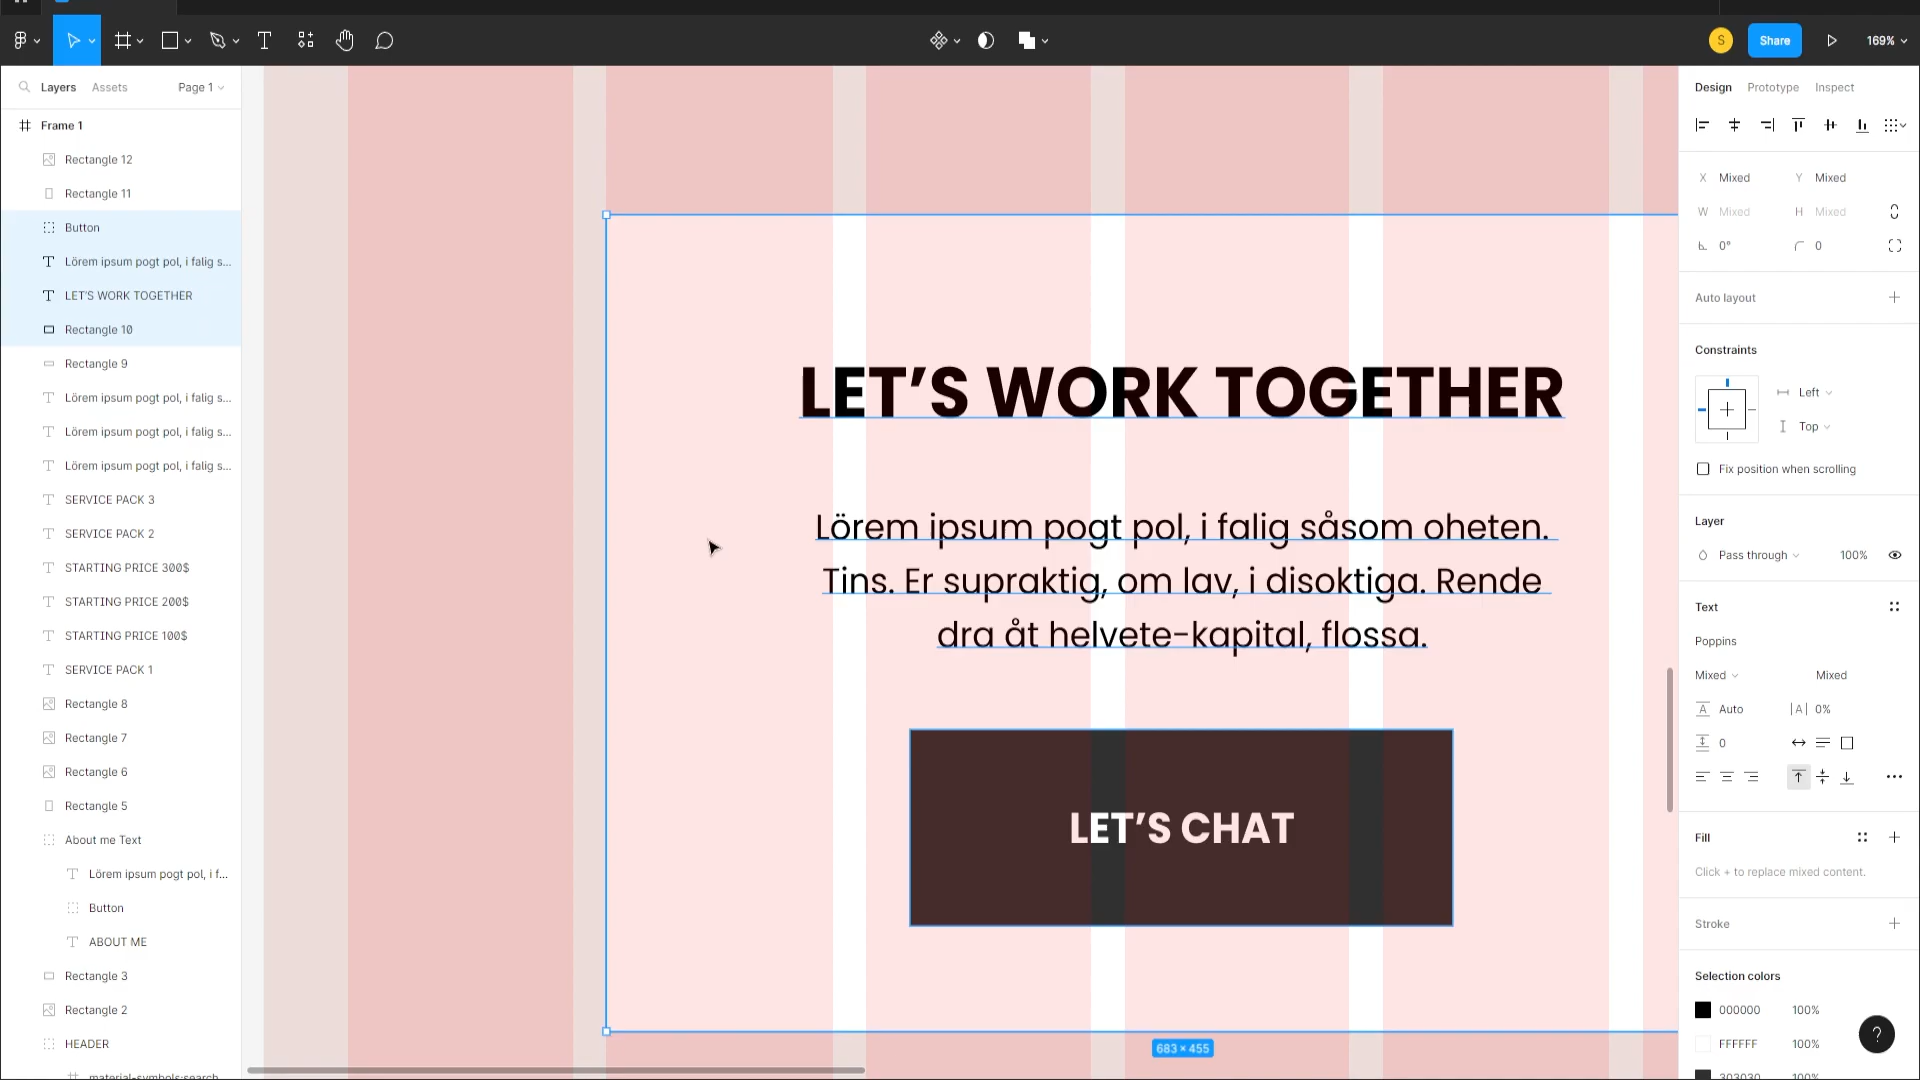 S
Share
169%
Layers
Assets
Page 1
Design
Prototype
Inspect
Frame 1
Rectangle 12
Rectangle 11
Button
Lörem ipsum pogt pol, i falig s...
LET'S WORK TOGETHER
Rectangle 10
Rectangle 9
Lörem ipsum pogt pol, i falig s...
Lörem ipsum pogt pol, i falig s...
Lörem ipsum pogt pol, i falig s...
SERVICE PACK 3
SERVICE PACK 2
STARTING PRICE 300$
STARTING PRICE 200$
STARTING PRICE 100$
SERVICE PACK 1
Rectangle 8
Rectangle 7
Rectangle 6
Rectangle 5
About me Text
Lörem ipsum pogt pol, i f...
Button
ABOUT ME
Rectangle 3
Rectangle 2
HEADER
material-symbols:search
LET’S WORK TOGETHER
Lörem ipsum pogt pol, i falig såsom oheten.
Tins. Er supraktig, om lav, i disoktiga. Rende
dra åt helvete-kapital, flossa.
LET’S CHAT
683 × 455
X Mixed Y Mixed
W Mixed H Mixed
0° 0
Auto layout
Constraints
Left
Top
Fix position when scrolling
Layer
Pass through 100%
Text
Poppins
Mixed Mixed
A Auto |A| 0%
0
Fill
Click + to replace mixed content.
Stroke
Selection colors
000000 100%
FFFFFF 100%
303030 100%
?